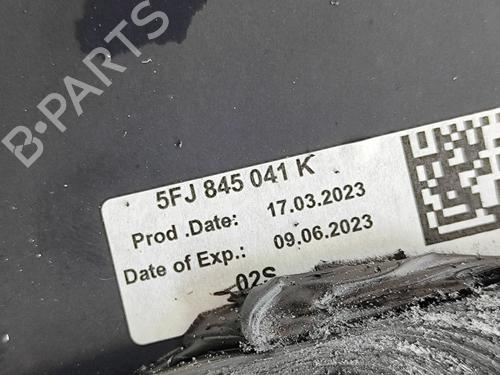 B-PARTS
5FJ 845 041 K
Prod .Date: 17.03.2023
Date of Exp.: 09.06.2023
02S